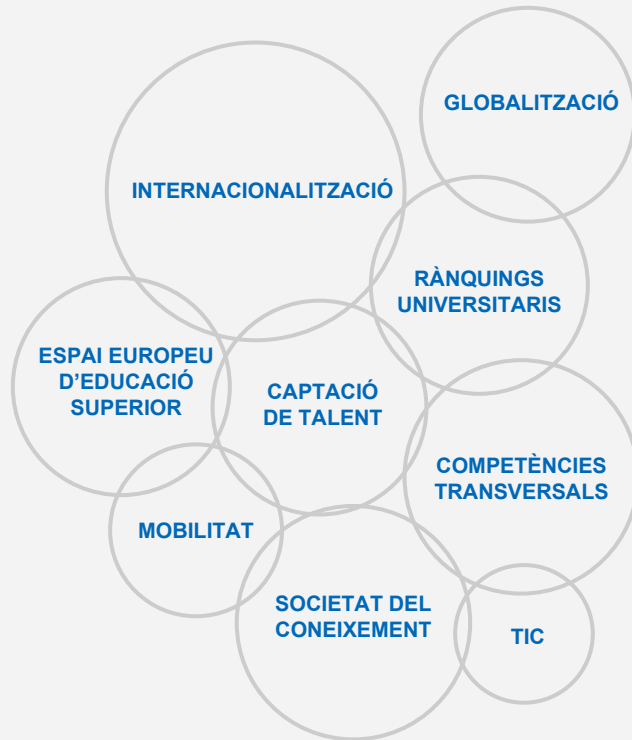 GLOBALITZACIÓ
INTERNACIONALITZACIÓ
RÀNQUINGS
UNIVERSITARIS
ESPAI EUROPEU
D’EDUCACIÓ
SUPERIOR
CAPTACIÓ
DE TALENT
COMPETÈNCIES
TRANSVERSALS
MOBILITAT
SOCIETAT DEL
CONEIXEMENT
TIC